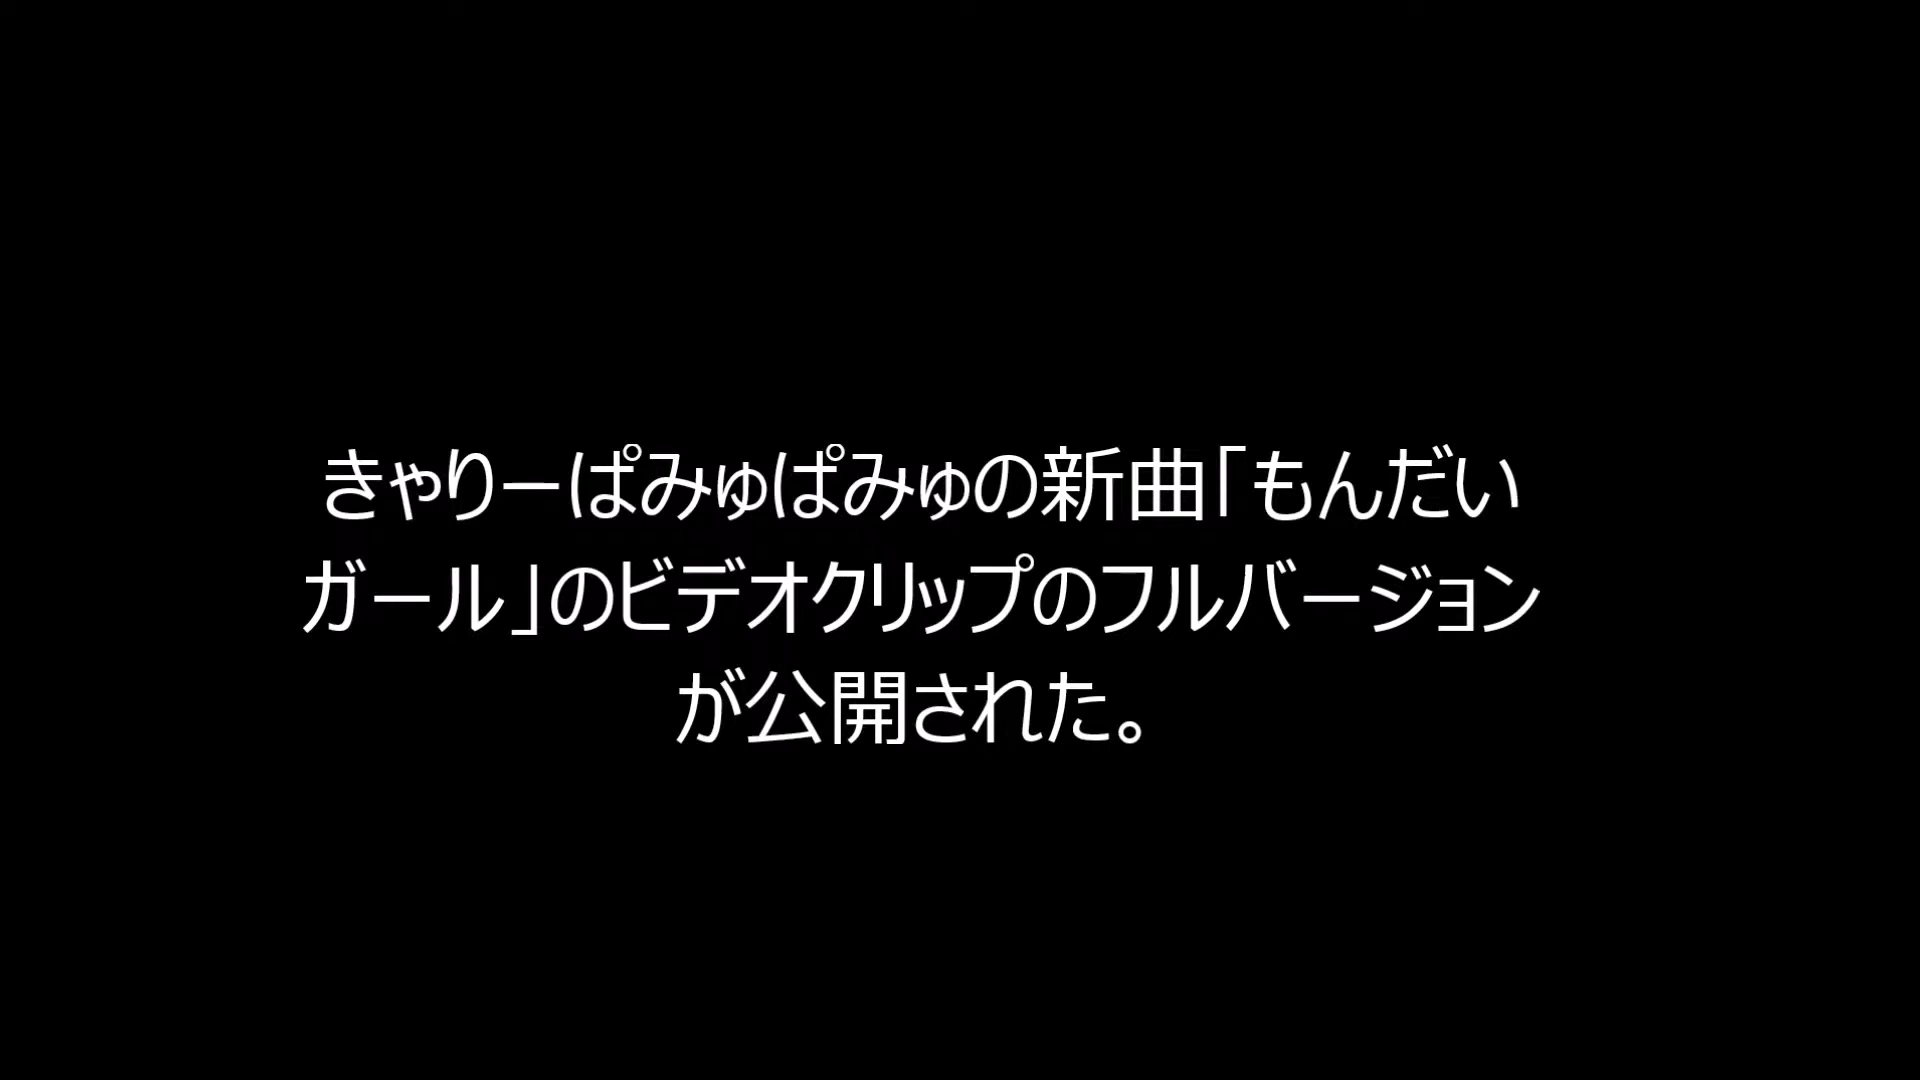 きゃりーぱみゅぱみゅの新曲「もんだい
ガール」のビデオクリップのフルバージョン
が公開された。